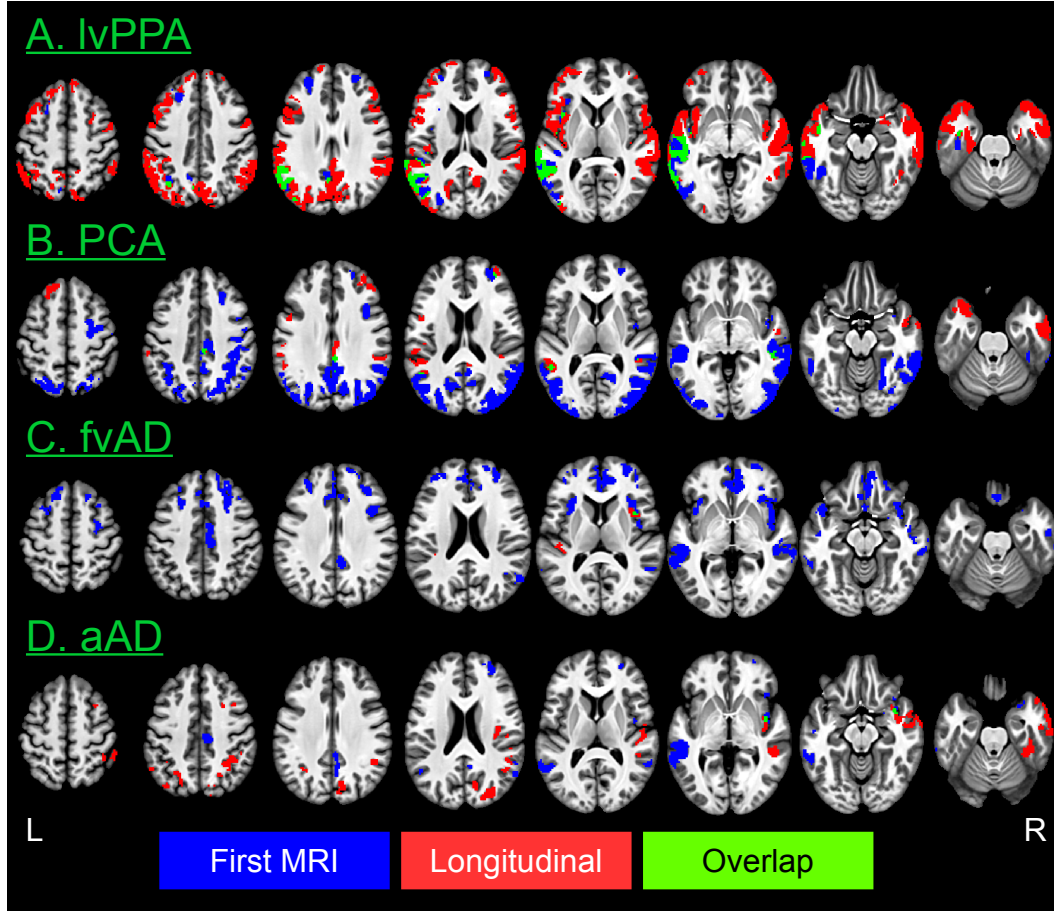 A. lvPPA
B. PCA
C. fvAD
D. aAD
L R
First MRI Longitudinal Overlap